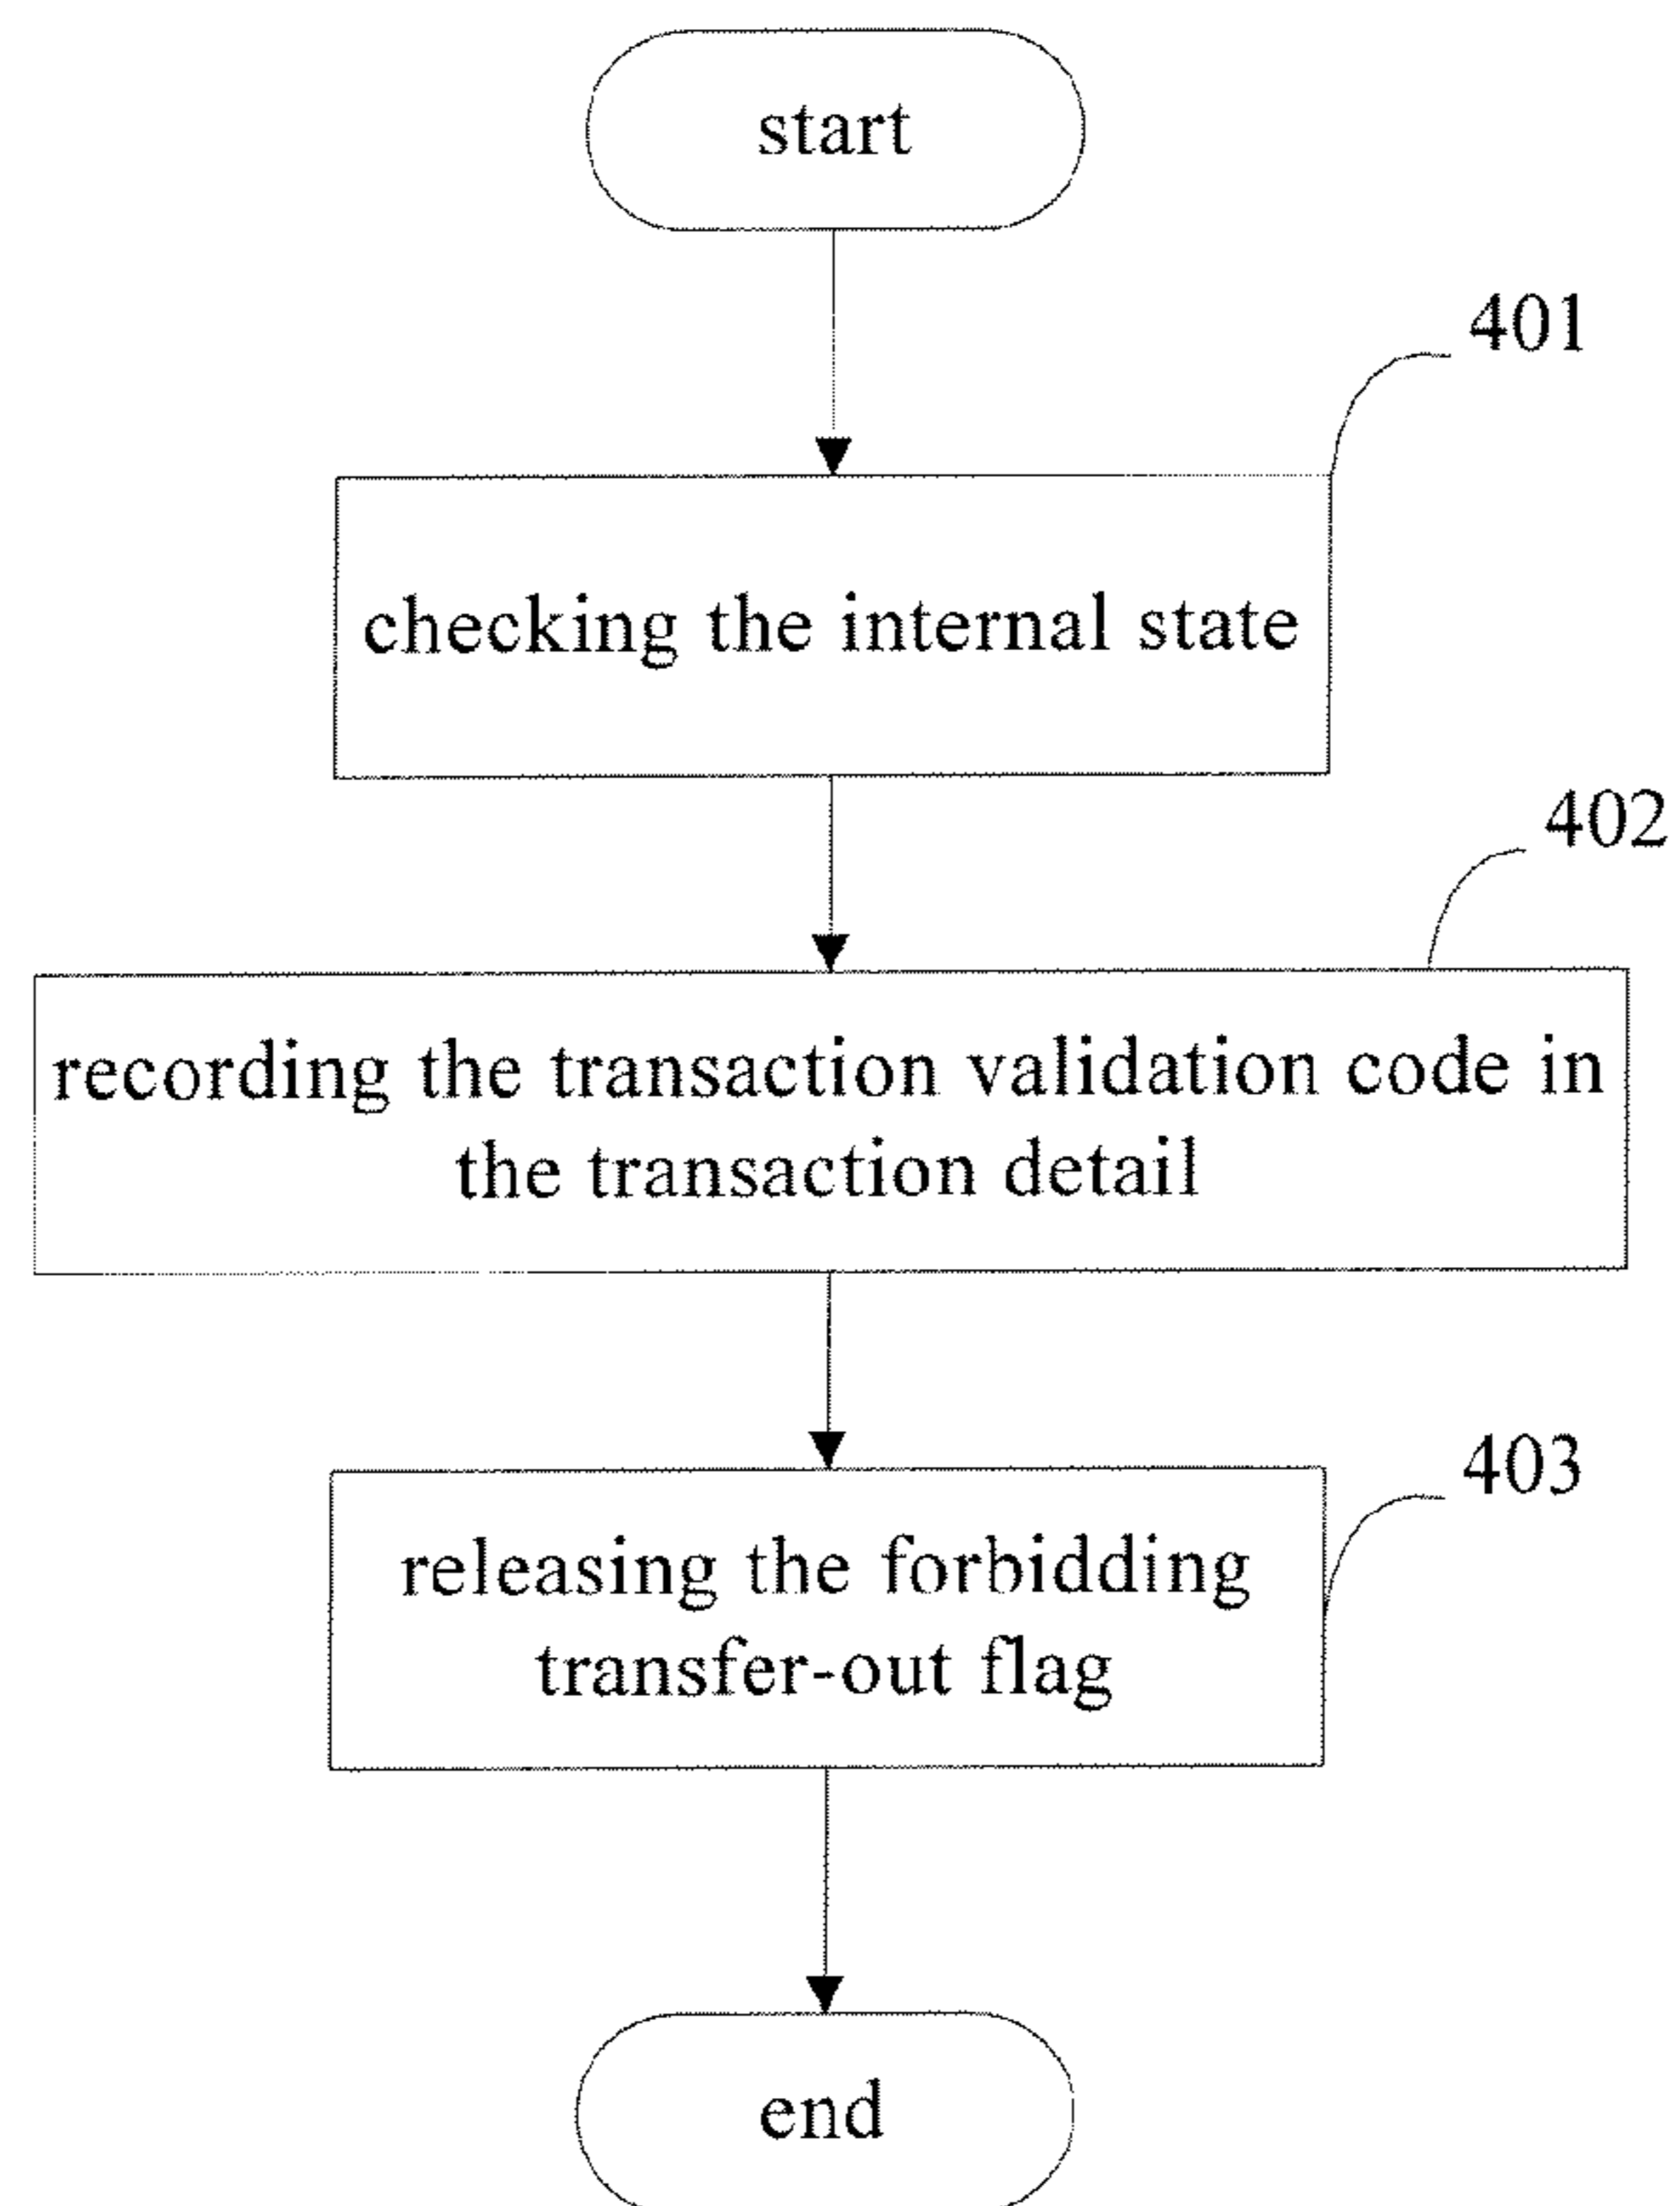 start
401
checking the internal state
402
recording the transaction validation code in
the transaction detail
403
releasing the forbidding
transfer-out flag
end